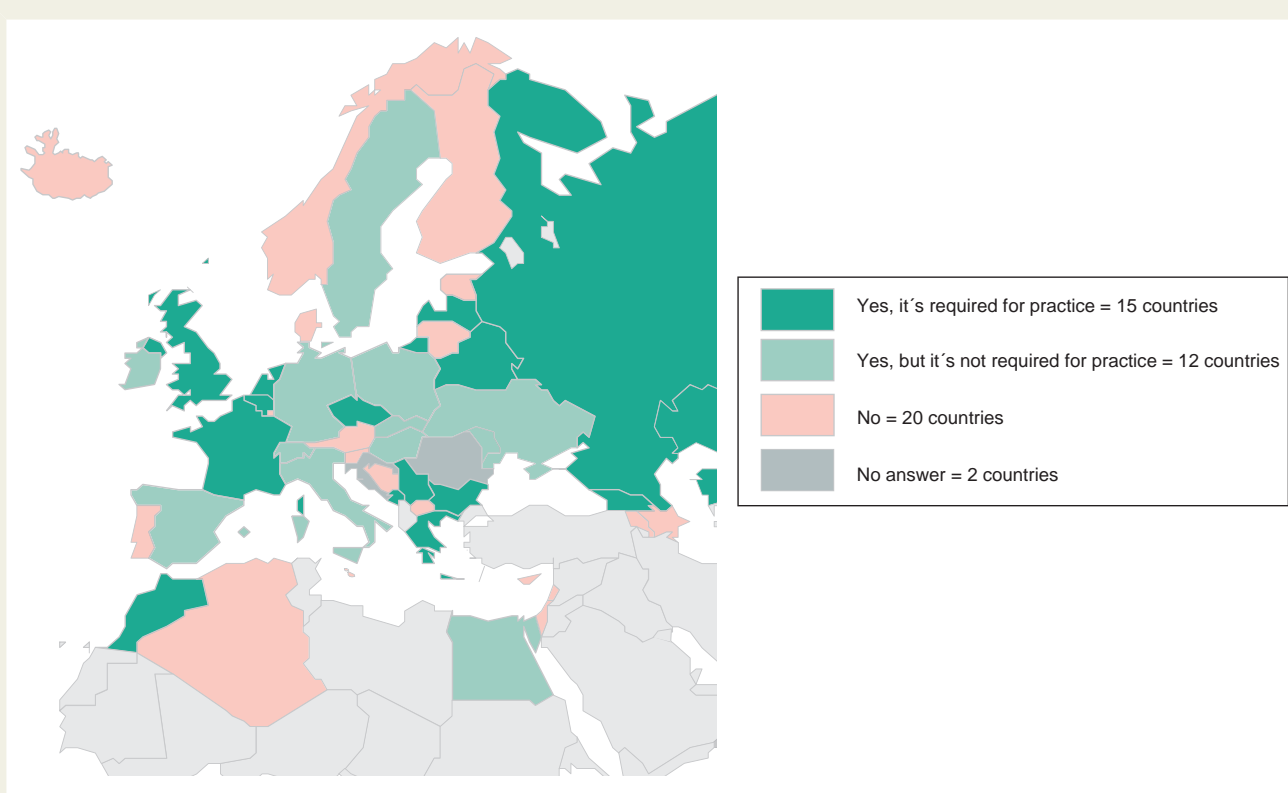 Yes, it´s required for practice = 15 countries
Yes, but it´s not required for practice = 12 countries
No = 20 countries
No answer = 2 countries